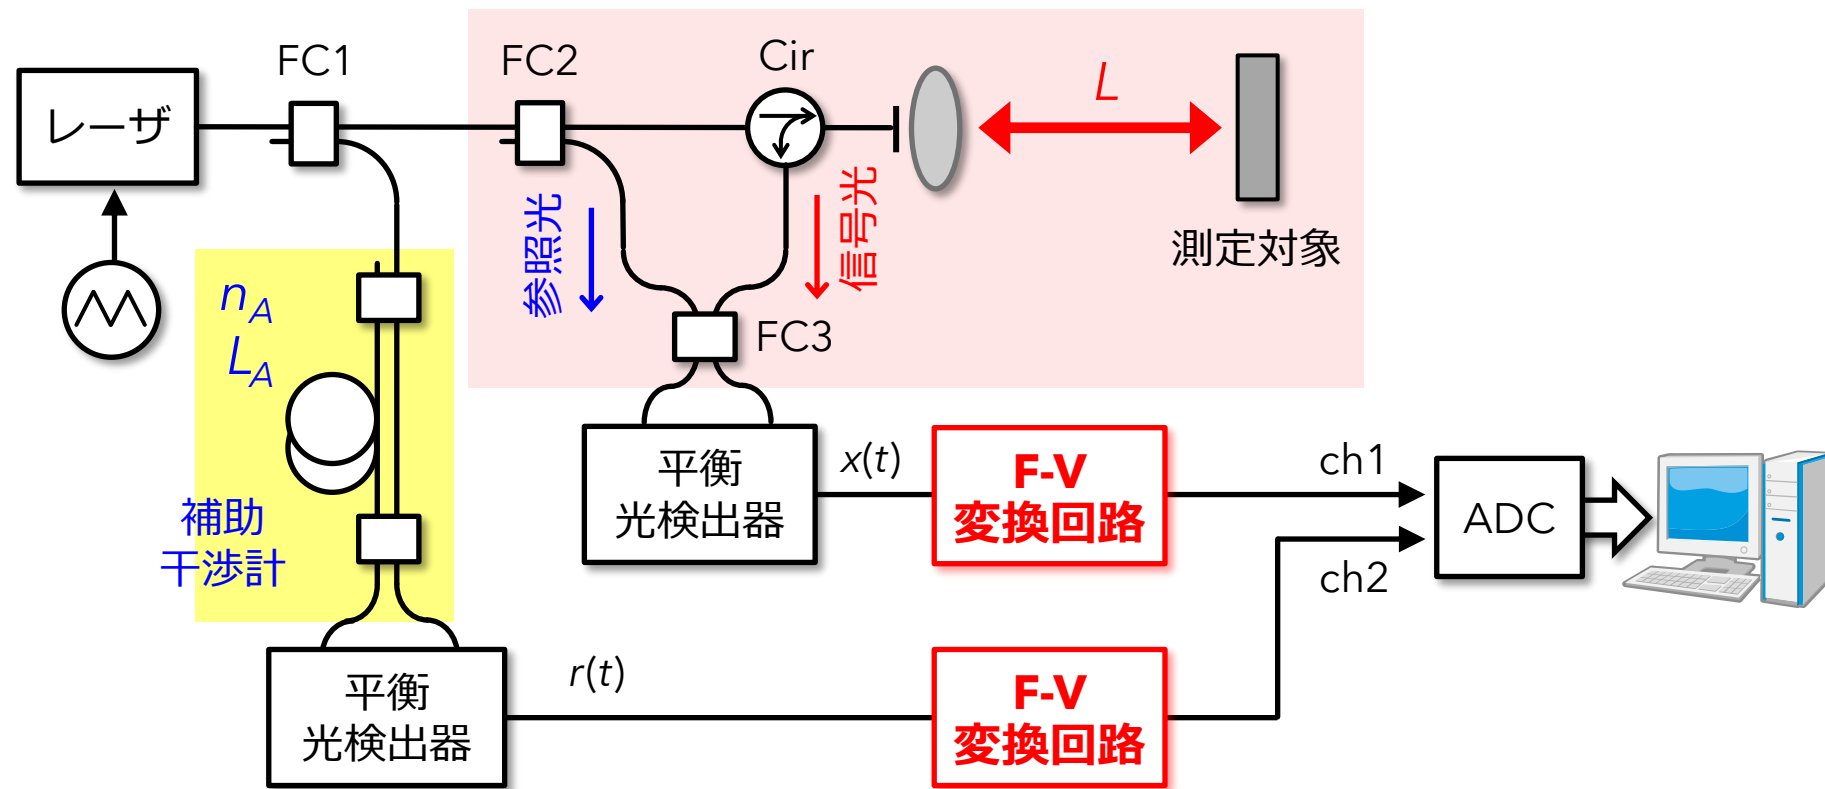 FC1
FC2
Cir
L
レーザ
参照光
信号光
測定対象
n_A
L_A
FC3
補助
干渉計
平衡
光検出器
x(t)
F-V
変換回路
ch1
ADC
ch2
平衡
光検出器
r(t)
F-V
変換回路